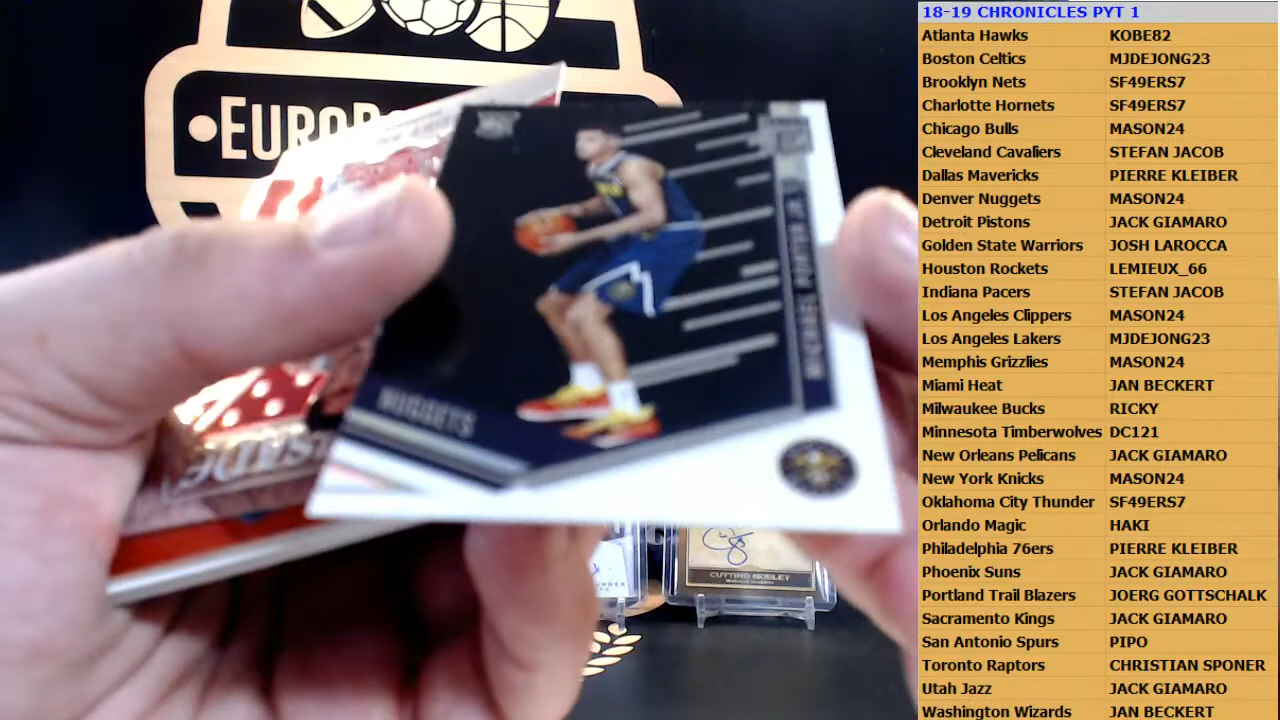 18-19 CHRONICLES PYT 1
Atlanta Hawks KOBE82
Boston Celtics MJDEJONG23
Brooklyn Nets SF49ERS7
Charlotte Hornets SF49ERS7
Chicago Bulls MASON24
Cleveland Cavaliers STEFAN JACOB
Dallas Mavericks PIERRE KLEIBER
Denver Nuggets MASON24
Detroit Pistons JACK GIAMARO
Golden State Warriors JOSH LAROCCA
Houston Rockets LEMIEUX_66
Indiana Pacers STEFAN JACOB
Los Angeles Clippers MASON24
Los Angeles Lakers MJDEJONG23
Memphis Grizzlies MASON24
Miami Heat JAN BECKERT
Milwaukee Bucks RICKY
Minnesota Timberwolves DC121
New Orleans Pelicans JACK GIAMARO
New York Knicks MASON24
Oklahoma City Thunder SF49ERS7
Orlando Magic HAKI
Philadelphia 76ers PIERRE KLEIBER
Phoenix Suns JACK GIAMARO
Portland Trail Blazers JOERG GOTTSCHALK
Sacramento Kings JACK GIAMARO
San Antonio Spurs PIPO
Toronto Raptors CHRISTIAN SPONER
Utah Jazz JACK GIAMARO
Washington Wizards JAN BECKERT
EURO
RC
MICHAEL PORTER JR.
NUGGETS
CUTTINO MOBLEY